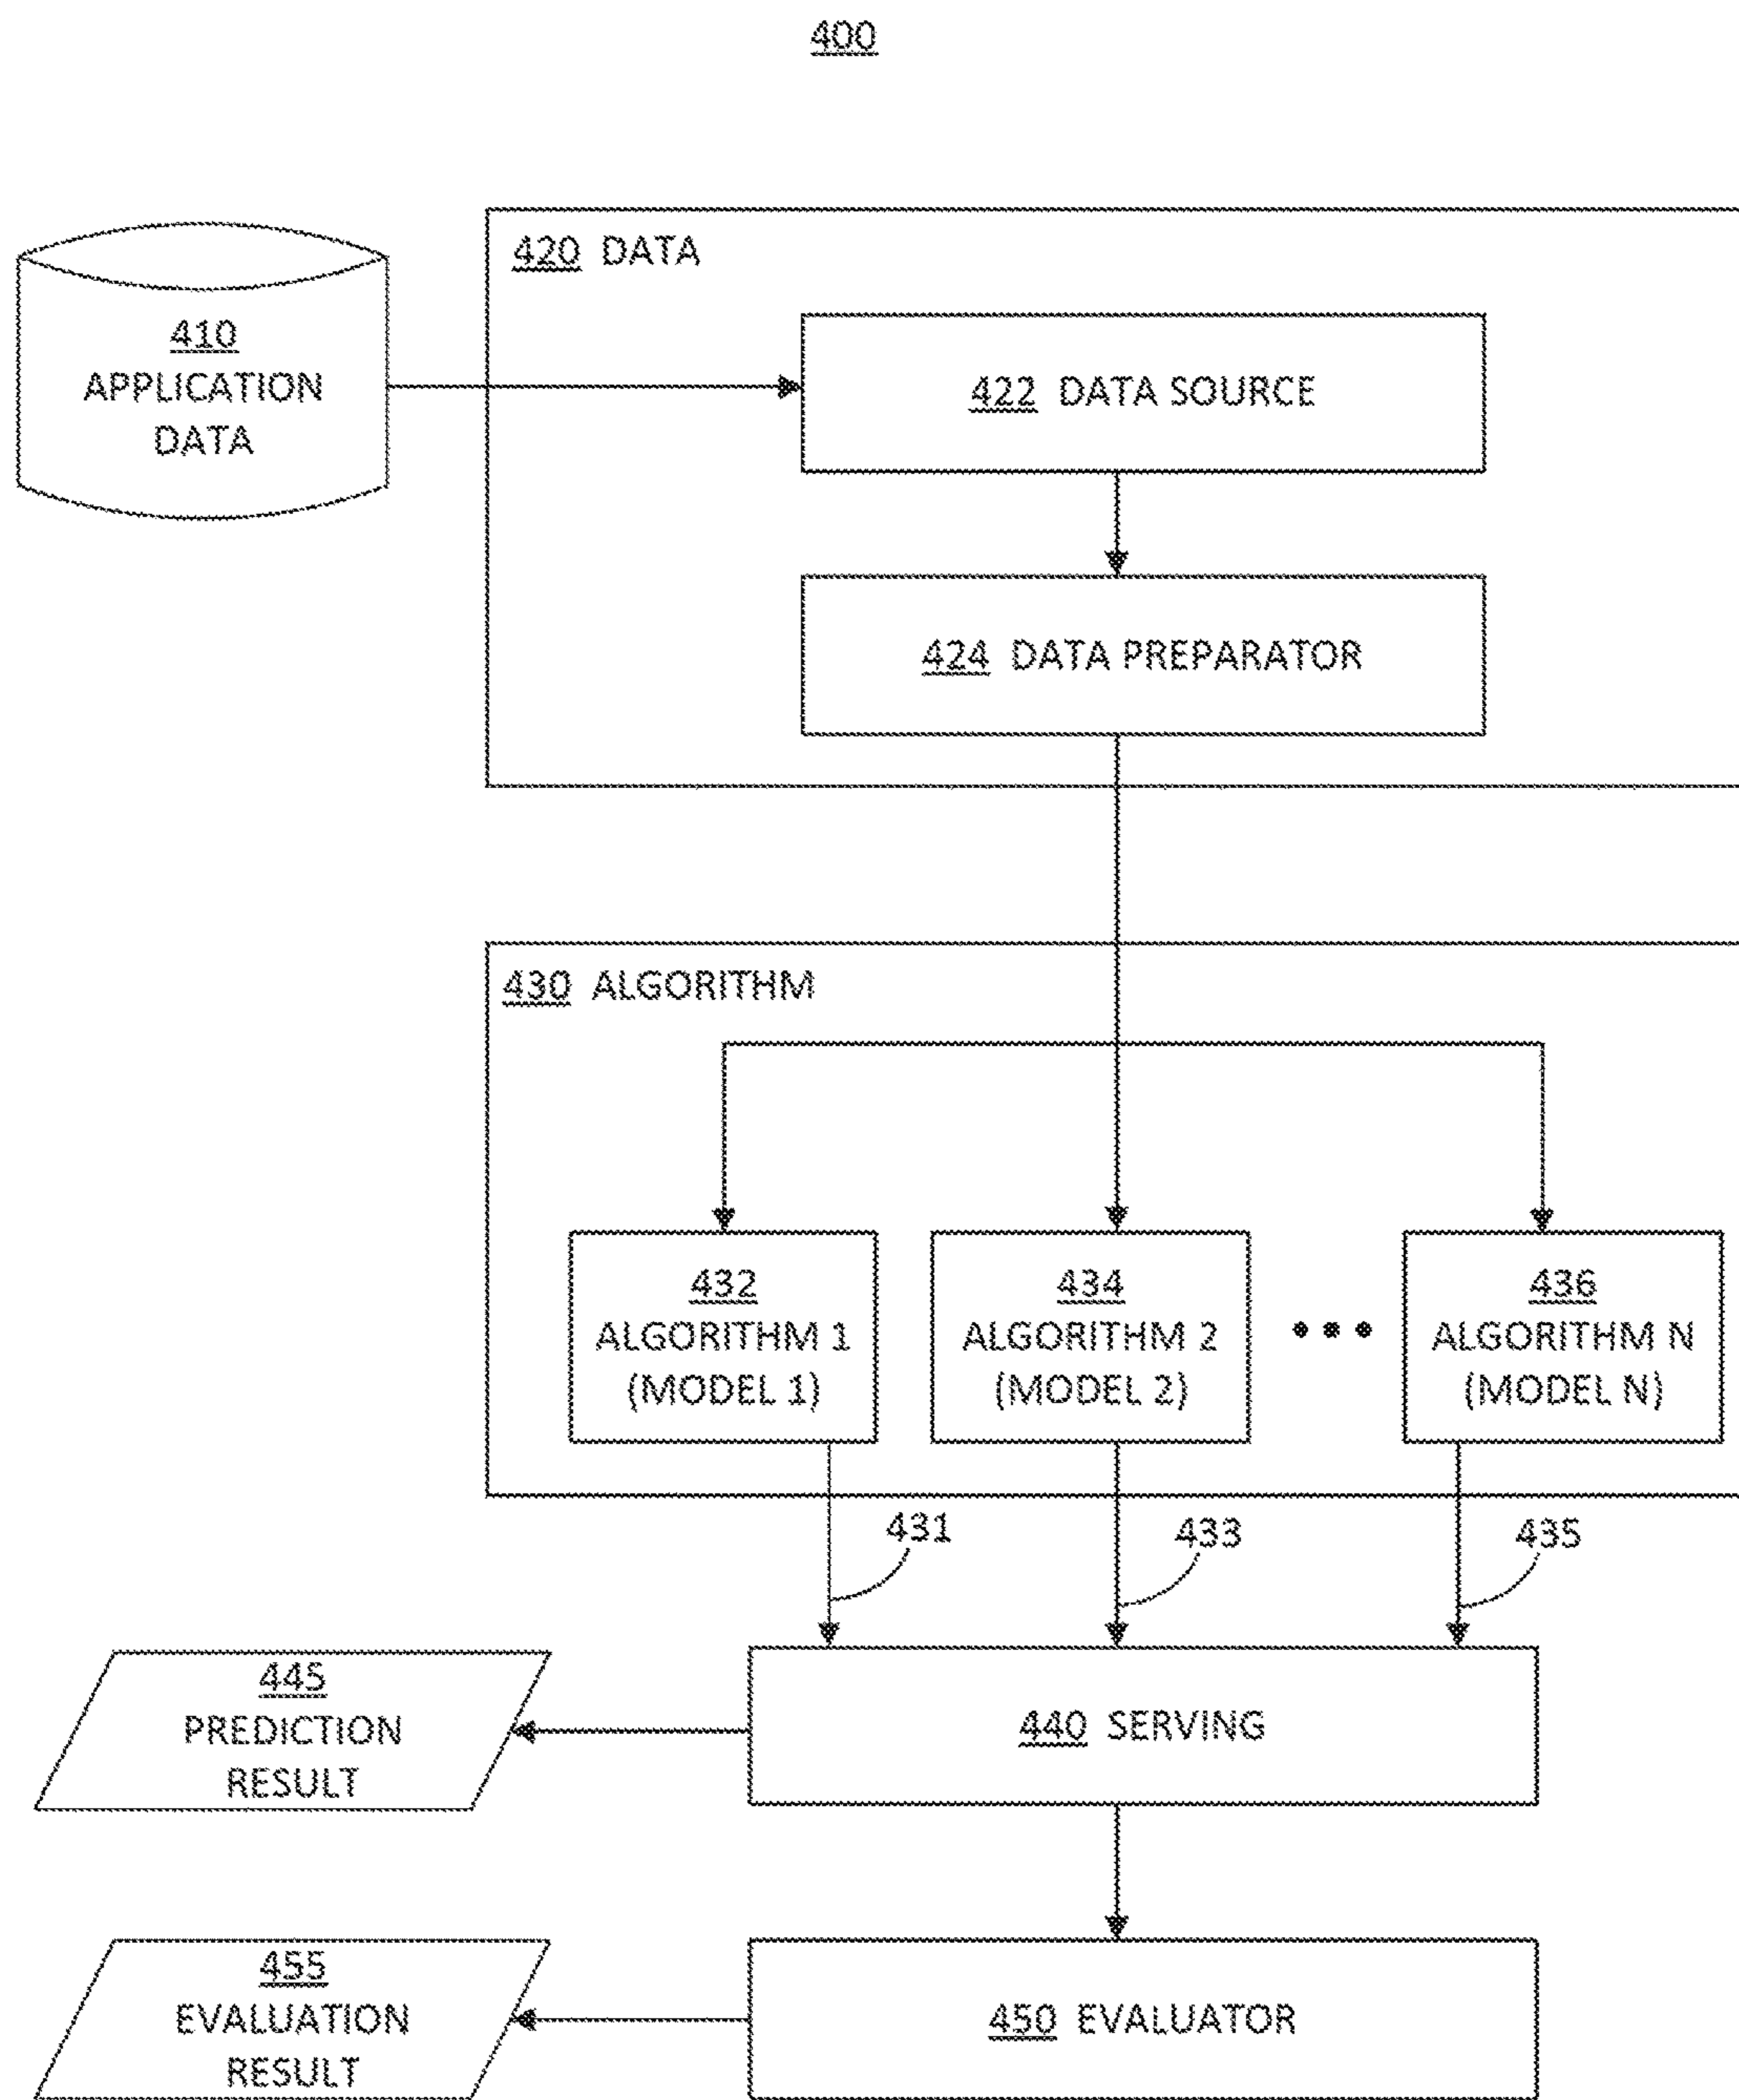 400
420 DATA
410
APPLICATION
DATA
422 DATA SOURCE
424 DATA PREPARATOR
430 ALGORITHM
432
ALGORITHM 1
(MODEL 1)
434
ALGORITHM 2
(MODEL 2)
436
ALGORITHM N
(MODEL N)
431
433
435
445
PREDICTION
RESULT
440 SERVING
455
EVALUATION
RESULT
450 EVALUATOR